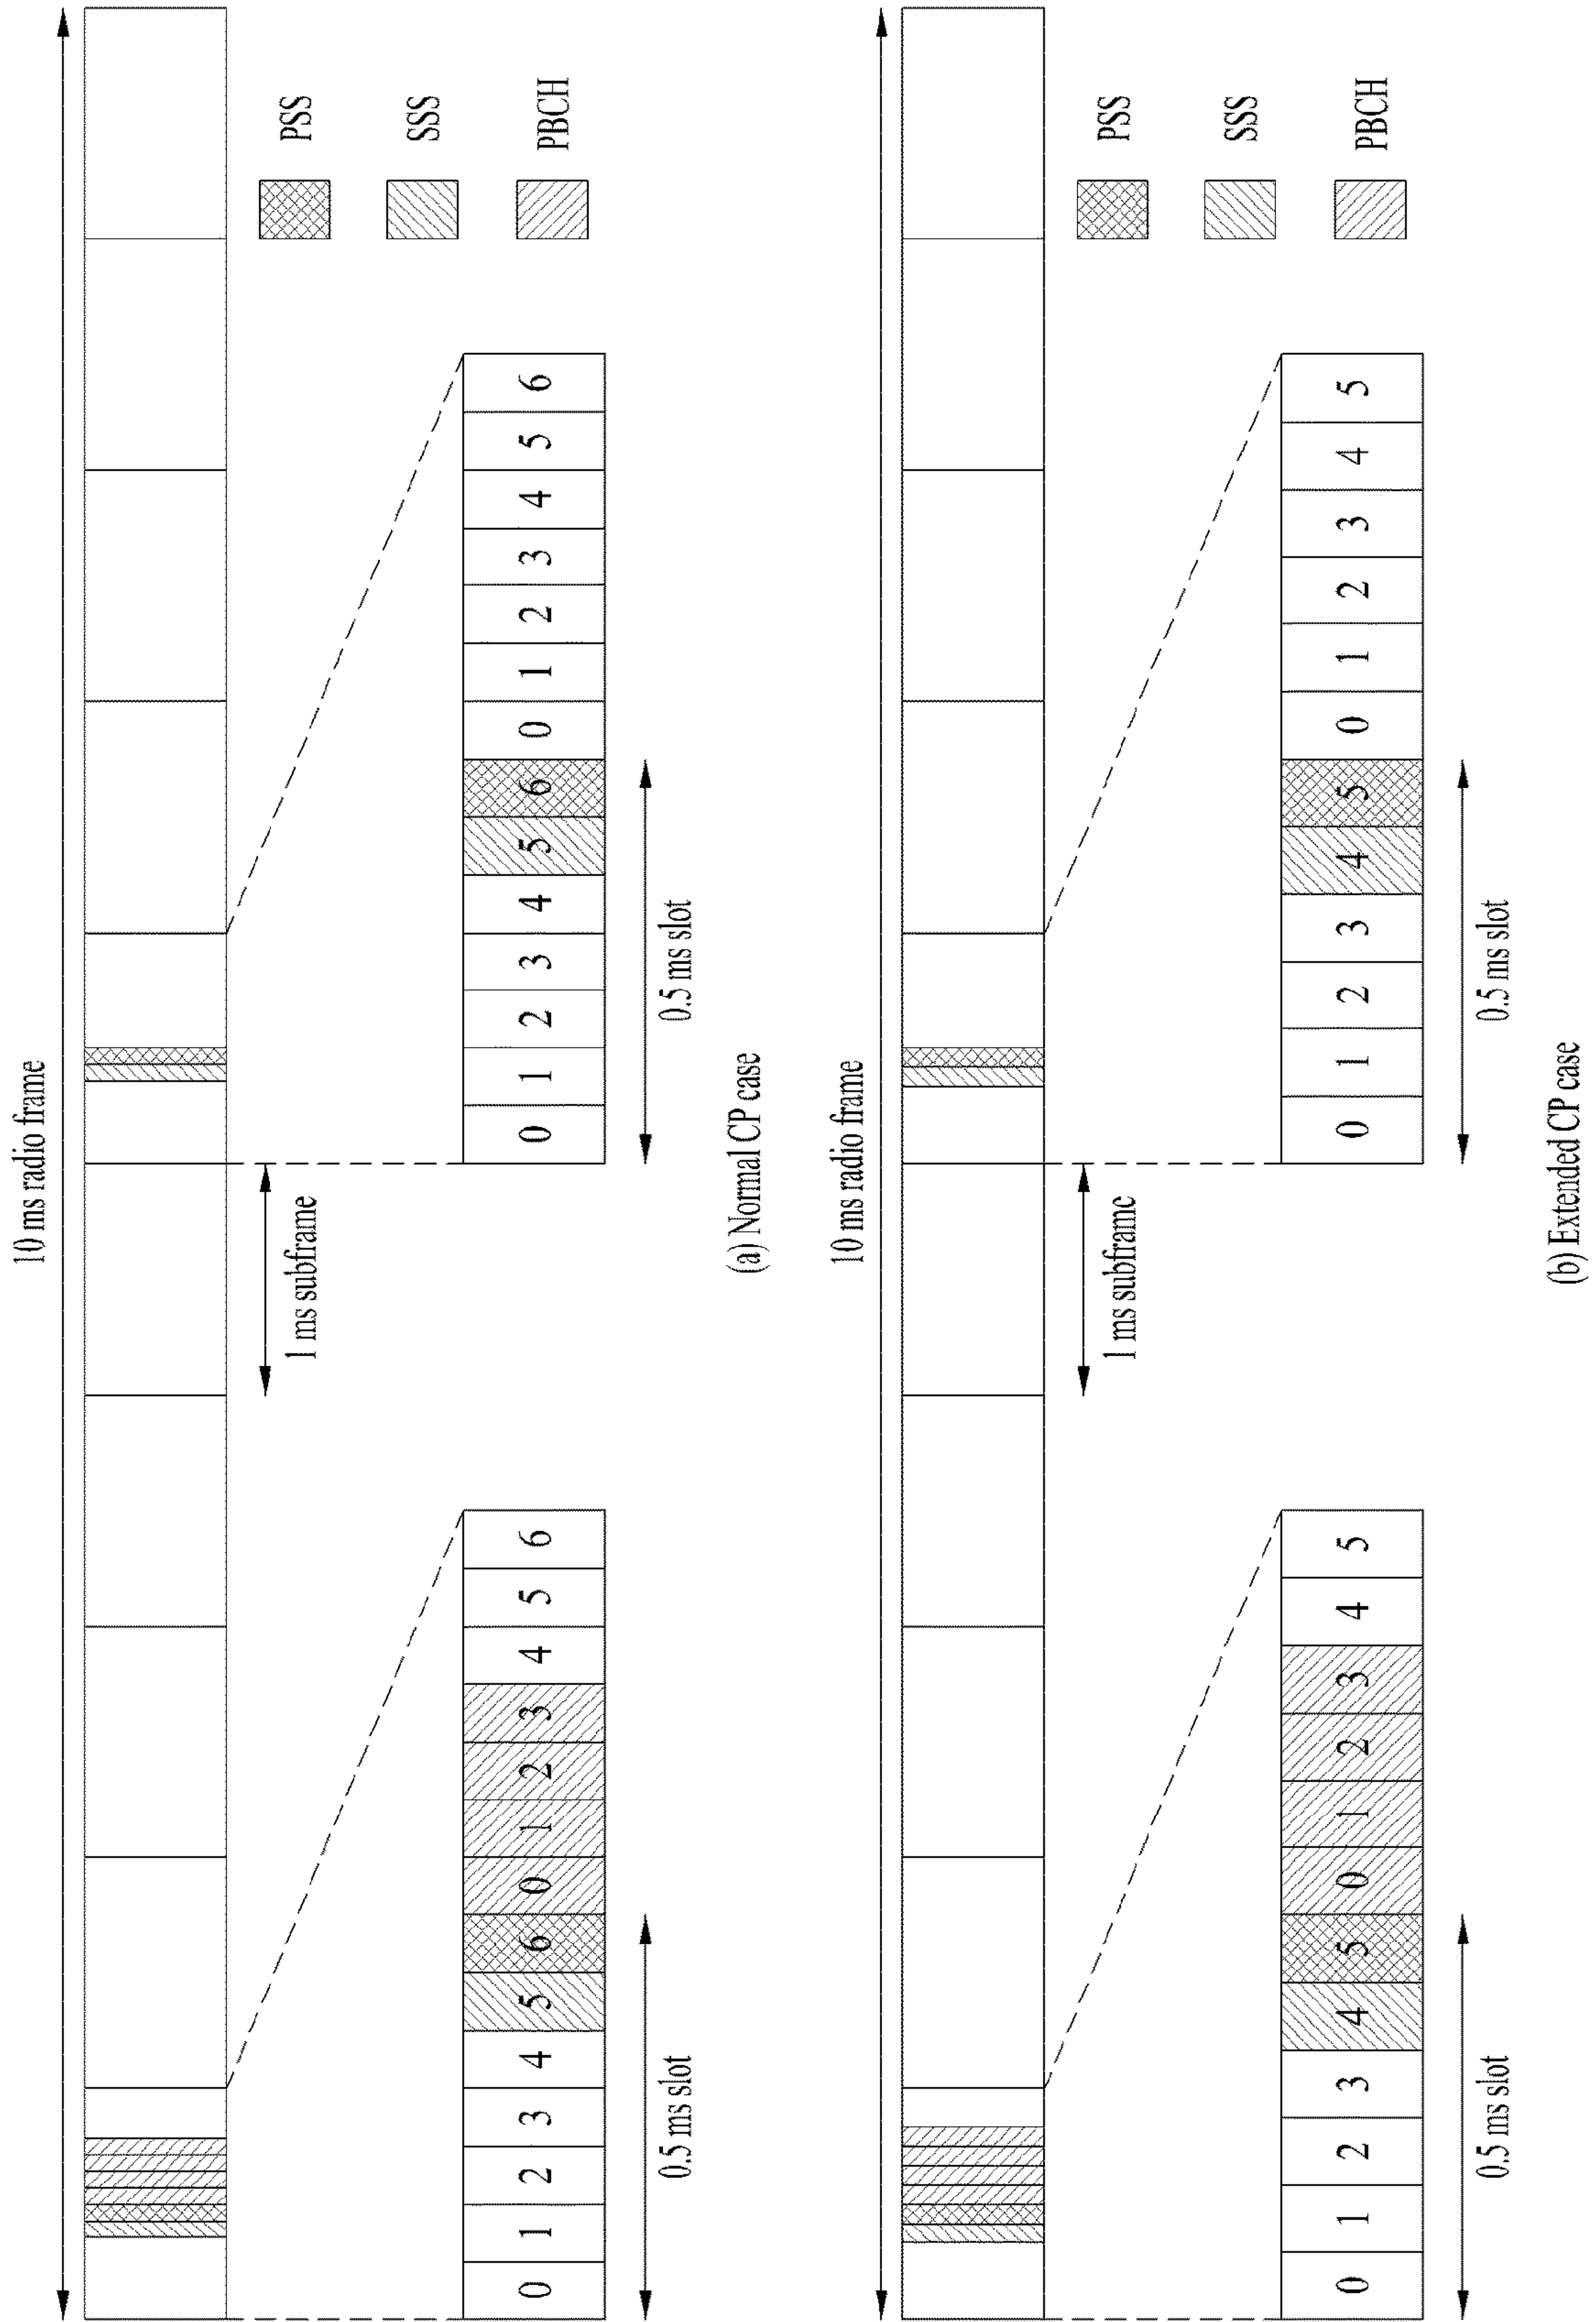 10 ms radio frame
1 ms subframe
PSS
SSS
PBCH
0 1 2 3 4 5 6 0 1 2 3 4 5 6
0 1 2 3 4 5 6 0 1 2 3 4 5 6
0.5 ms slot
0.5 ms slot
(a) Normal CP case
10 ms radio frame
1 ms subframe
PSS
SSS
PBCH
0 1 2 3 4 5 0 1 2 3 4 5
0 1 2 3 4 5 0 1 2 3 4 5
0.5 ms slot
0.5 ms slot
(b) Extended CP case